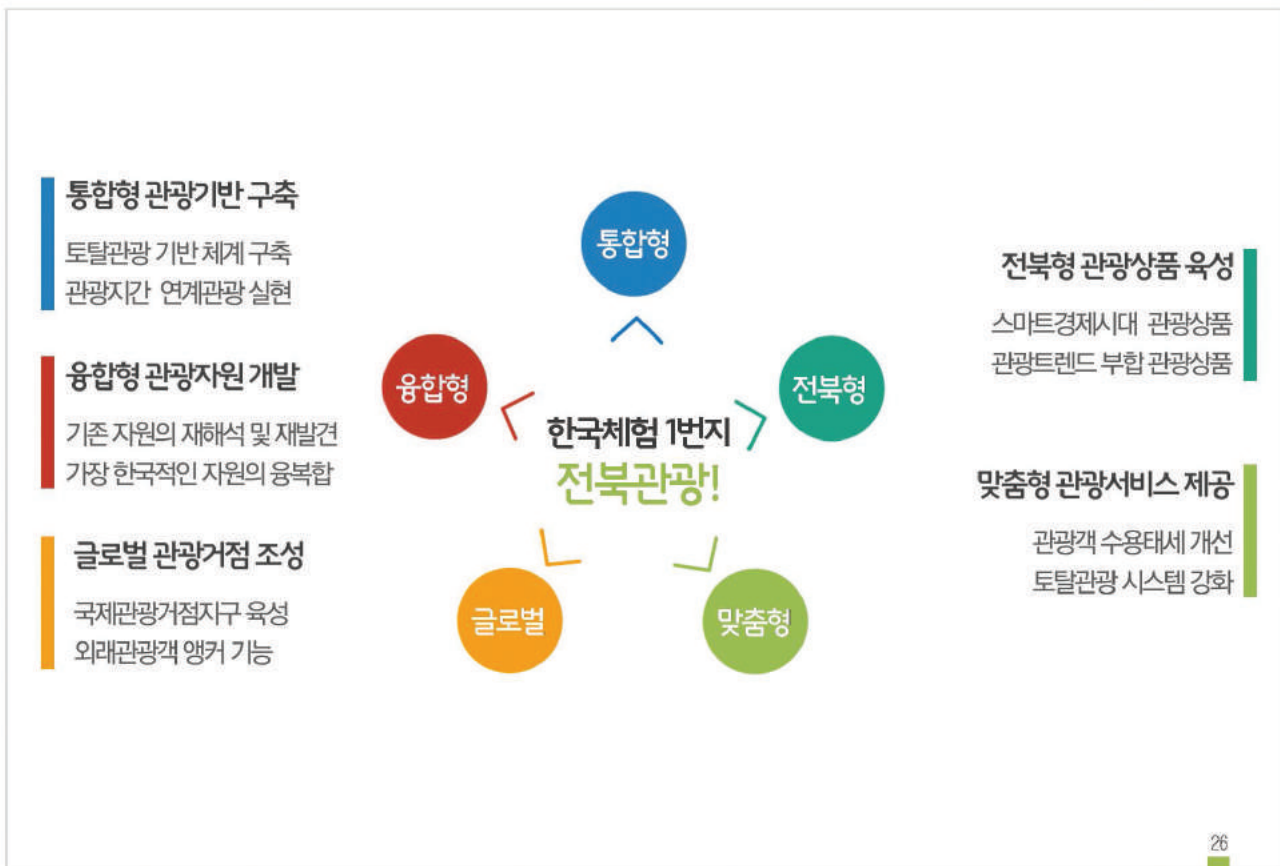 통합형 관광기반 구축
토탈관광 기반 체계 구축
관광지간 연계관광 실현
융합형 관광자원 개발
기존 자원의 재해석 및 재발견
가장 한국적인 자원의 융복합
글로벌 관광거점 조성
국제관광거점지구 육성
외래관광객 앵커 기능
통합형
융합형
전북형
한국체험 1번지
전북관광!
글로벌
맞춤형
전북형 관광상품 육성
스마트경제시대 관광상품
관광트렌드 부합 관광상품
맞춤형 관광서비스 제공
관광객 수용태세 개선
토탈관광 시스템 강화
26